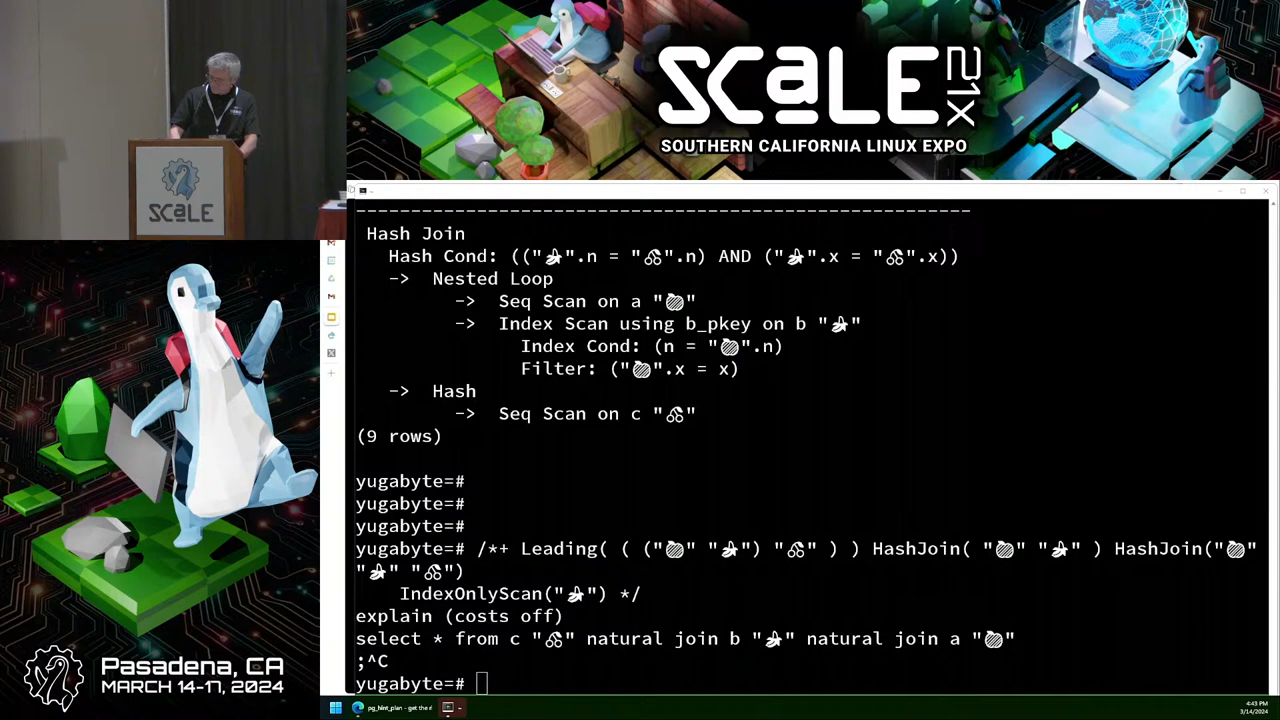 SCaLE 21x
SOUTHERN CALIFORNIA LINUX EXPO
SCaLE
--------------------------------------------------------
Hash Join
Hash Cond: (("🍌".n = "🍒".n) AND ("🍌".x = "🍒".x))
-> Nested Loop
-> Seq Scan on a "🍎"
-> Index Scan using b_pkey on b "🍌"
Index Cond: (n = "🍎".n)
Filter: ("🍎".x = x)
-> Hash
-> Seq Scan on c "🍒"
(9 rows)
yugabyte=#
yugabyte=#
yugabyte=#
yugabyte=# /*+ Leading( ( ("🍎" "🍌") "🍒" ) ) HashJoin( "🍎" "🍌" ) HashJoin("🍎"
"🍌" "🍒")
IndexOnlyScan("🍌") */
explain (costs off)
select * from c "🍒" natural join b "🍌" natural join a "🍎"
;^C
yugabyte=#
Pasadena, CA
MARCH 14-17, 2024
pg_hint_plan - get the #
4:43 PM
3/14/2024